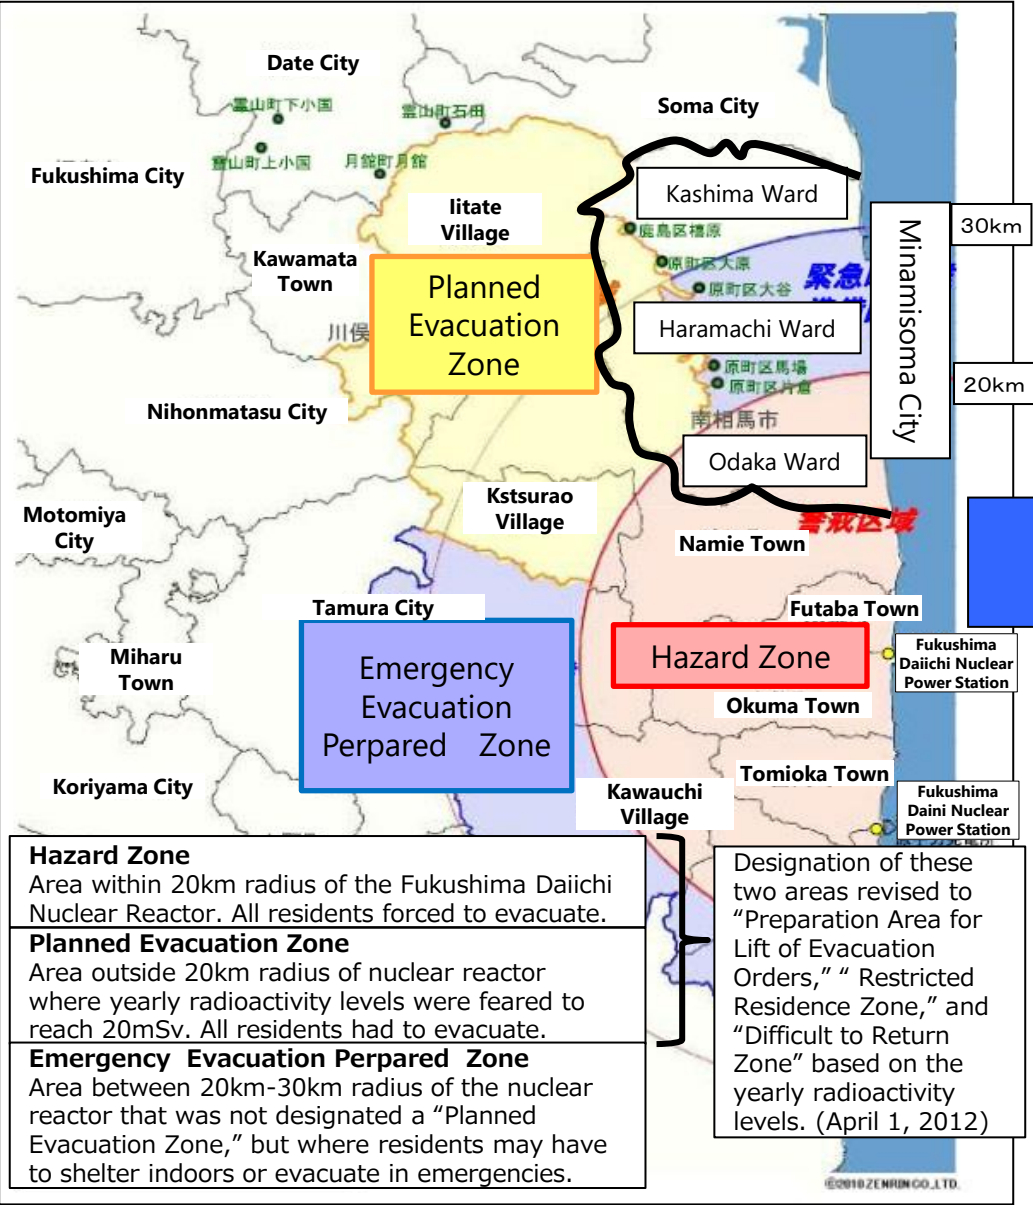 Date City
霊山町下小国
霊山町石田
Soma City
霊山町上小国
月舘町月舘
Fukushima City
Kashima Ward
Iitate
Village
30km
鹿島区橲原
Kawamata
Town
原町区大原
原町区大谷
緊急
Planned
Evacuation
Zone
Minamisoma City
川俣
Haramachi Ward
原町区馬場
原町区片倉
20km
Nihonmatasu City
南相馬市
Odaka Ward
Kstsurao
Village
Motomiya
City
警戒区域
Namie Town
Tamura City
Futaba Town
Fukushima
Daiichi Nuclear
Power Station
Miharu
Town
Emergency
Evacuation
Perpared Zone
Hazard Zone
Okuma Town
Koriyama City
Tomioka Town
Kawauchi
Village
Fukushima
Daini Nuclear
Power Station
Hazard Zone
Area within 20km radius of the Fukushima Daiichi
Nuclear Reactor. All residents forced to evacuate.
Planned Evacuation Zone
Area outside 20km radius of nuclear reactor
where yearly radioactivity levels were feared to
reach 20mSv. All residents had to evacuate.
Emergency Evacuation Perpared Zone
Area between 20km-30km radius of the nuclear
reactor that was not designated a “Planned
Evacuation Zone,” but where residents may have
to shelter indoors or evacuate in emergencies.
Designation of these
two areas revised to
“Preparation Area for
Lift of Evacuation
Orders,” “ Restricted
Residence Zone,” and
“Difficult to Return
Zone” based on the
yearly radioactivity
levels. (April 1, 2012)
©2010 ZENRIN CO.,LTD.